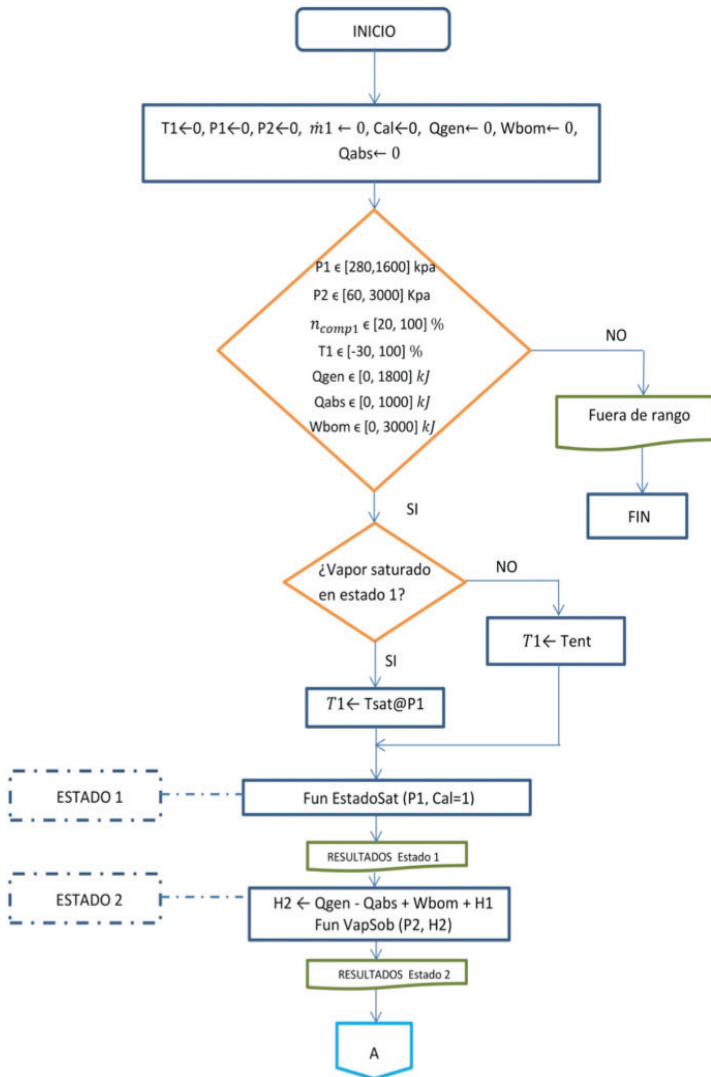 INICIO
T1←0, P1←0, P2←0, ṁ1 ← 0, Cal←0, Qgen← 0, Wbom← 0,
Qabs← 0
P1 ϵ [280,1600] kpa
P2 ϵ [60, 3000] Kpa
n_comp1 ϵ [20, 100] %
T1 ϵ [-30, 100] %
Qgen ϵ [0, 1800] kJ
Qabs ϵ [0, 1000] kJ
Wbom ϵ [0, 3000] kJ
NO
Fuera de rango
FIN
SI
¿Vapor saturado
en estado 1?
NO
T1← Tent
SI
T1← Tsat@P1
ESTADO 1
Fun EstadoSat (P1, Cal=1)
RESULTADOS Estado 1
ESTADO 2
H2 ← Qgen - Qabs + Wbom + H1
Fun VapSob (P2, H2)
RESULTADOS Estado 2
A